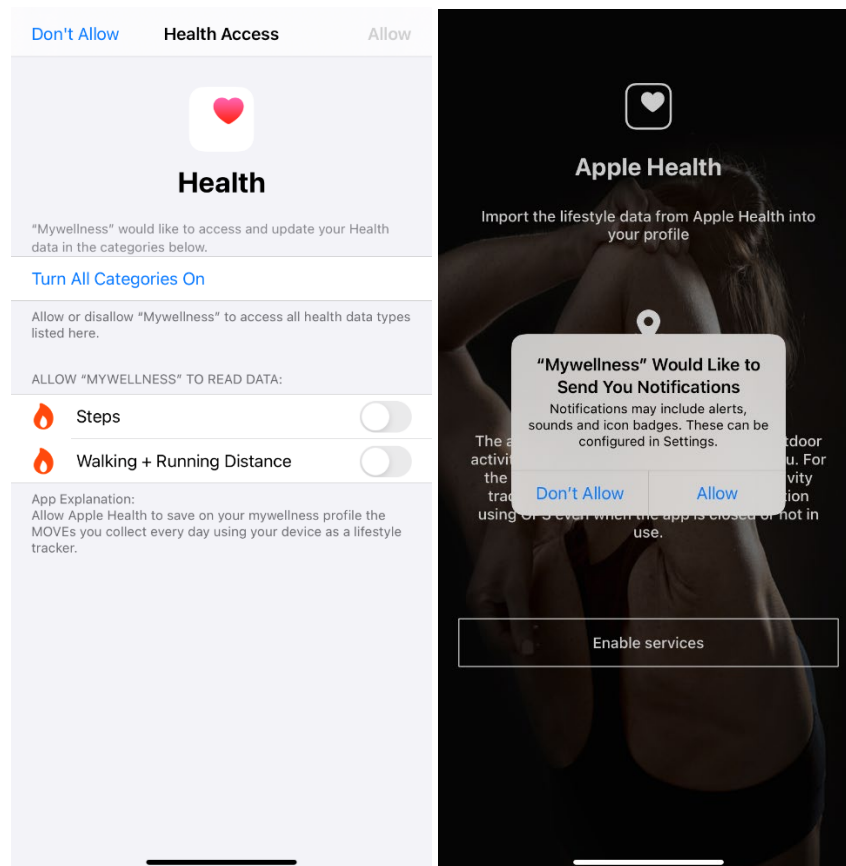 Don't Allow Health Access Allow
Health
"Mywellness" would like to access and update your Health
data in the categories below.
Turn All Categories On
Allow or disallow "Mywellness" to access all health data types
listed here.
ALLOW "MYWELLNESS" TO READ DATA:
Steps
Walking + Running Distance
App Explanation:
Allow Apple Health to save on your mywellness profile the
MOVEs you collect every day using your device as a lifestyle
tracker.
Apple Health
Import the lifestyle data from Apple Health into
your profile
"Mywellness" Would Like to
Send You Notifications
Notifications may include alerts,
sounds and icon badges. These can be
configured in Settings.
Don't Allow Allow
The
u. For
the
using GPS even when the app is closed or not in
use.
Enable services